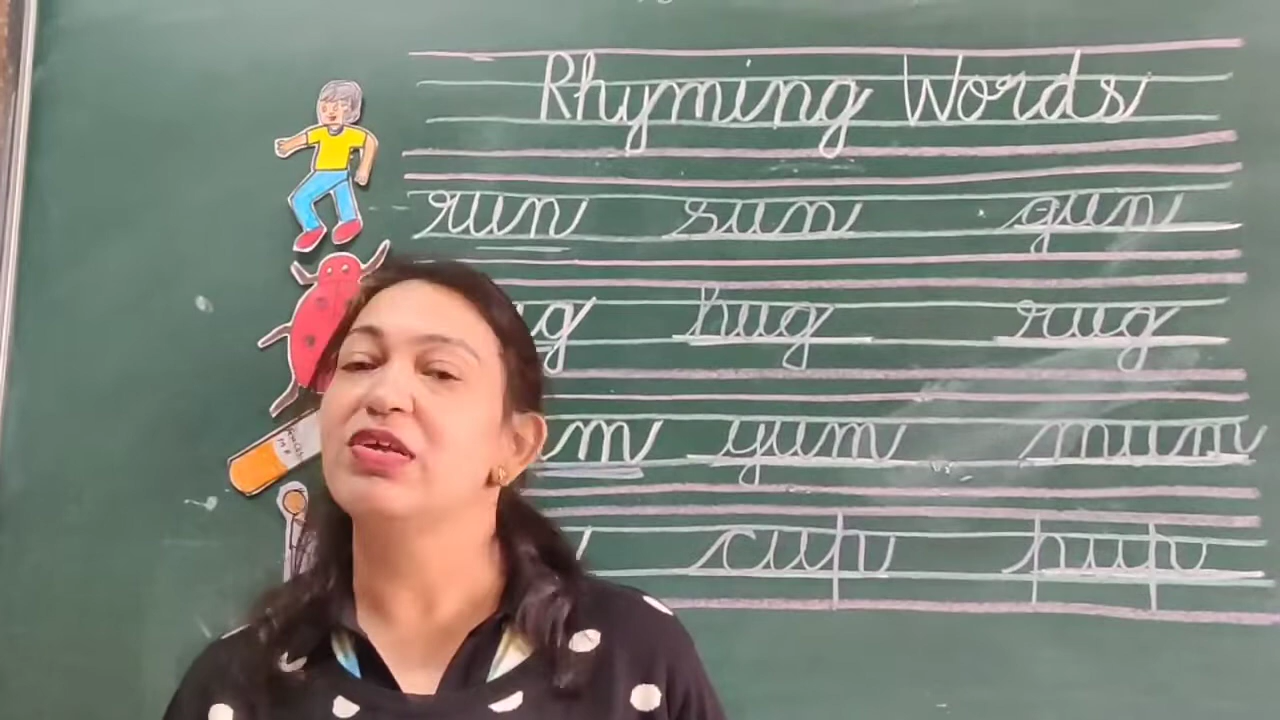 Rhyming Words
run sun gun
hug rug
yum mum
cup pup